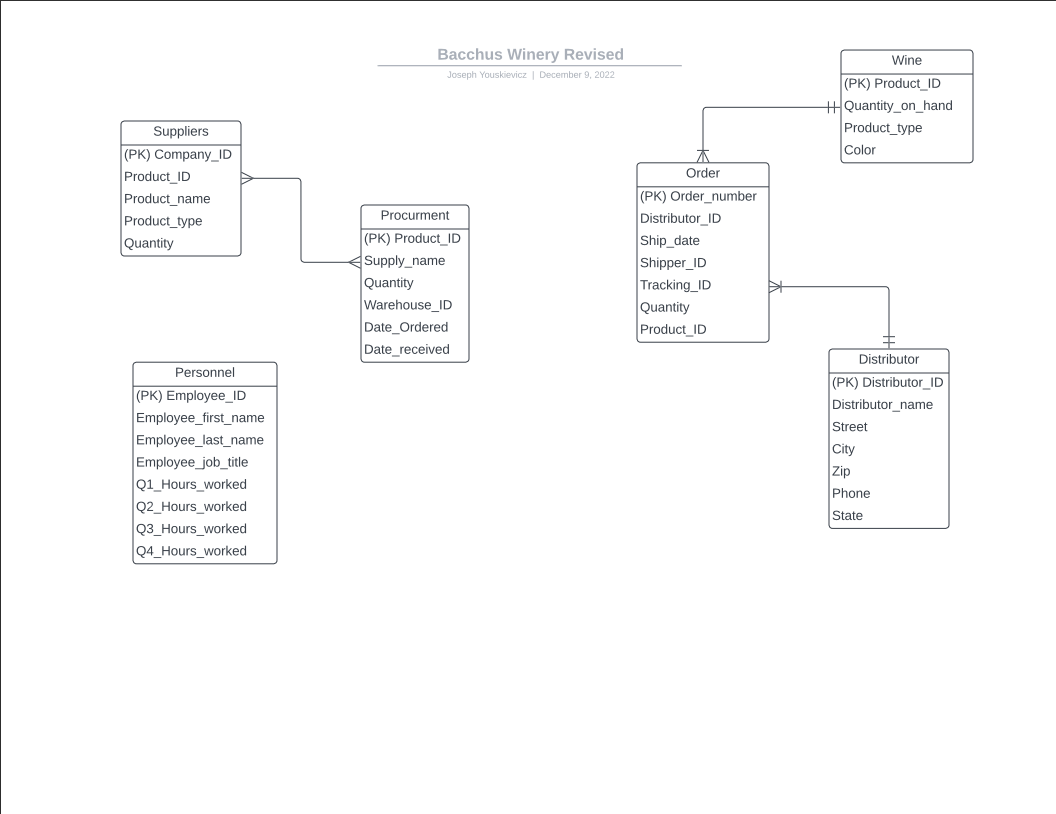 Bacchus Winery Revised
Joseph Youskievicz | December 9, 2022
Suppliers
(PK) Company_ID
Product_ID
Product_name
Product_type
Quantity
Procurment
(PK) Product_ID
Supply_name
Quantity
Warehouse_ID
Date_Ordered
Date_received
Personnel
(PK) Employee_ID
Employee_first_name
Employee_last_name
Employee_job_title
Q1_Hours_worked
Q2_Hours_worked
Q3_Hours_worked
Q4_Hours_worked
Wine
(PK) Product_ID
Quantity_on_hand
Product_type
Color
Order
(PK) Order_number
Distributor_ID
Ship_date
Shipper_ID
Tracking_ID
Quantity
Product_ID
Distributor
(PK) Distributor_ID
Distributor_name
Street
City
Zip
Phone
State